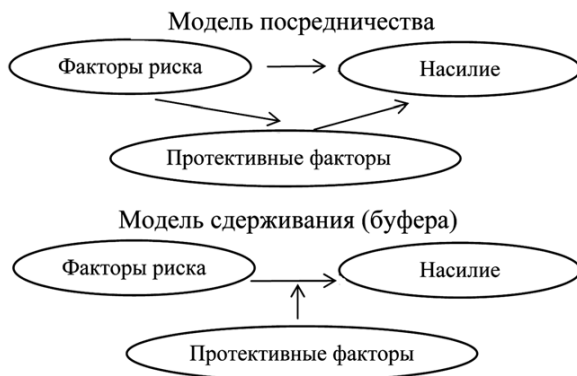 Модель посредничества
Факторы риска
Насилие
Протективные факторы
Модель сдерживания (буфера)
Факторы риска
Насилие
Протективные факторы